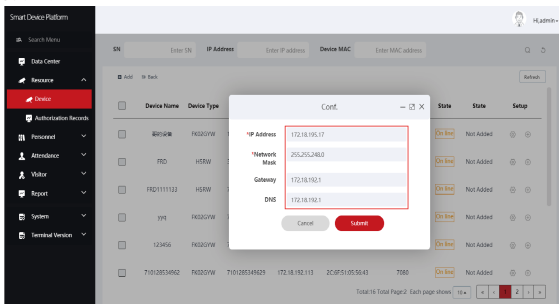 Smart Device Platform
Hi,admin
Search Menu
Data Center
Resource
Device
Authorization Records
Personnel
Attendance
Visitor
Report
System
Terminal Version
SN Enter SN IP Address Enter IP address Device MAC Enter MAC address
Add Back Refresh
Device Name Device Type State State Setup
FK02GYW On line Not Added
FRD H5RW On line Not Added
FRD1111123 H5RW On line Not Added
yyq FK02GYW On line Not Added
123456 FK02GYW On line Not Added
710128534962 FK02GYW 7101285349629 172.18.192.113 2C:6F:51:05:56:43 7080 On line Not Added
Conf.
*IP Address 172.18.195.17
*Network Mask 255.255.248.0
Gateway 172.18.192.1
DNS 172.18.192.1
Cancel Submit
Total:16 Total Page:2 Each page shows 10 « ‹ 1 2 › »